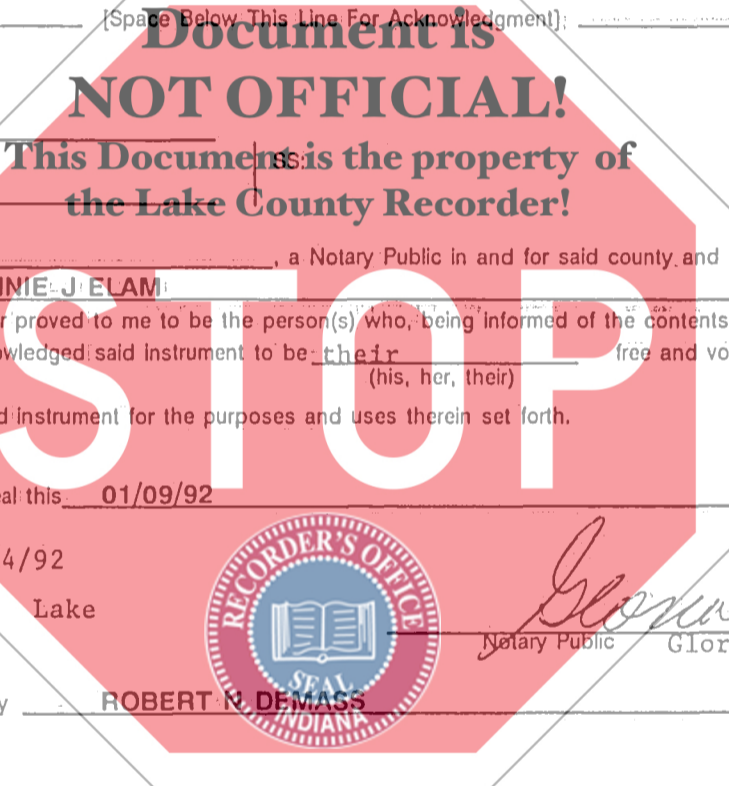 [Space Below This Line For Acknowledgment]
Document is
NOT OFFICIAL!
This Document is the property of
SS:
the Lake County Recorder!
, a Notary Public in and for said county and
NIE J ELAM
r proved to me to be the person(s) who, being informed of the contents
wledged said instrument to be their free and vo
(his, her, their)
d instrument for the purposes and uses therein set forth.
STOP
eal this 01/09/92
4/92
Lake
RECORDER'S OFFICE
SEAL
INDIANA
Notary Public Glor
y ROBERT N DEMASS